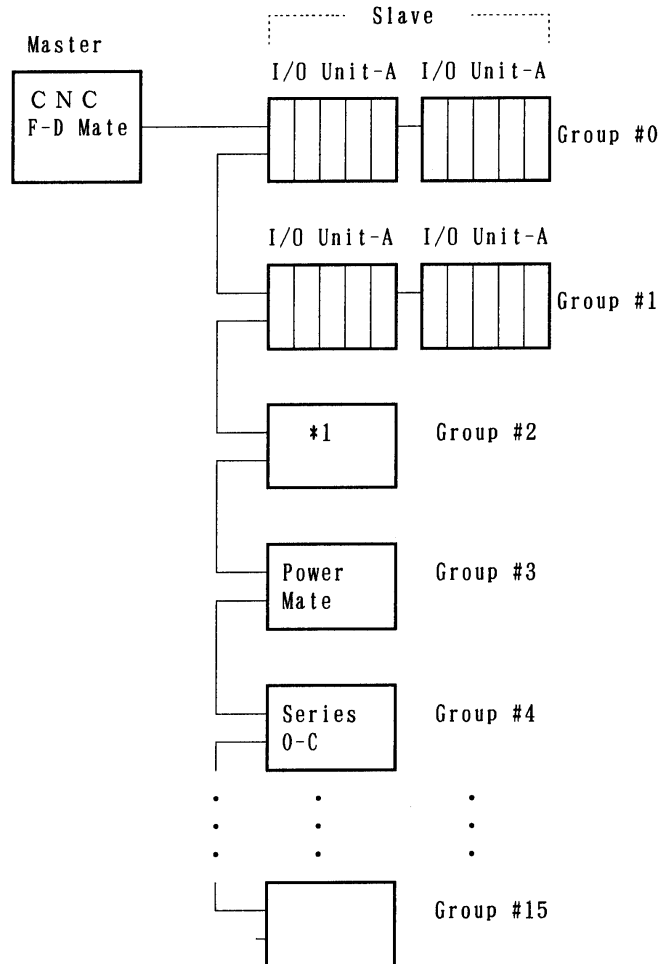 Slave
Master
I/O Unit-A I/O Unit-A
CNC
F-D Mate
Group #0
I/O Unit-A I/O Unit-A
Group #1
*1
Group #2
Power
Mate
Group #3
Series
0-C
Group #4
Group #15